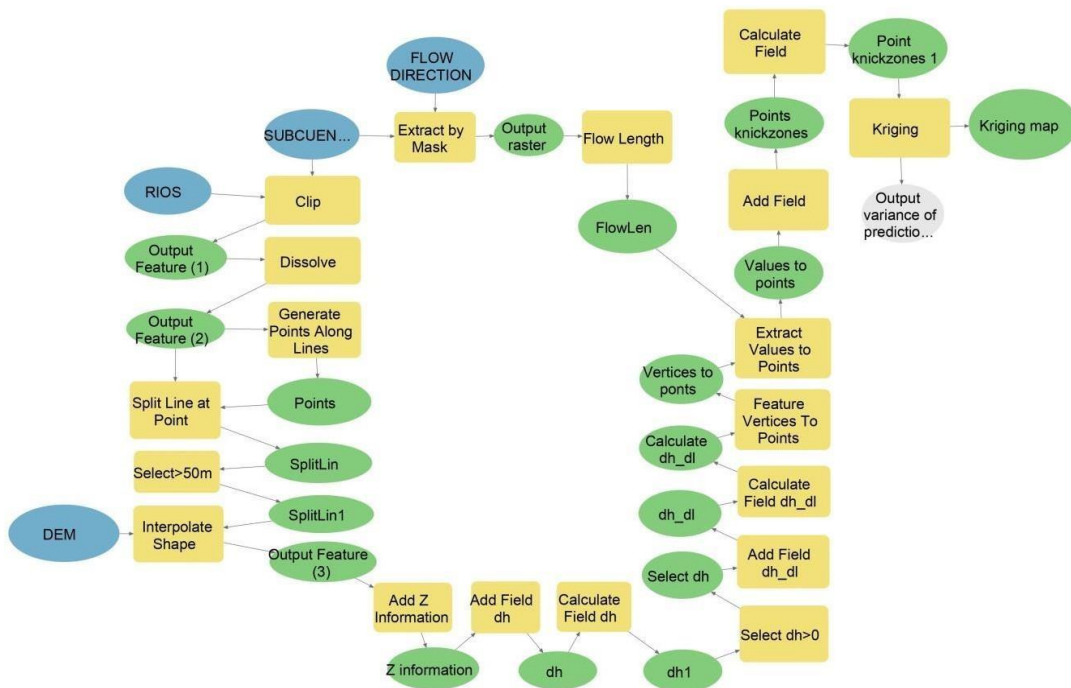 FLOW
DIRECTION
SUBCUEN...
Extract by
Mask
Output
raster
Flow Length
FlowLen
RIOS
Clip
Output
Feature (1)
Dissolve
Output
Feature (2)
Generate
Points Along
Lines
Points
Split Line at
Point
SplitLin
Select>50m
SplitLin1
DEM
Interpolate
Shape
Output Feature
(3)
Add Z
Information
Z information
Add Field
dh
dh
Calculate
Field dh
dh1
Select dh>0
Select dh
Add Field
dh_dl
dh_dl
Calculate
Field dh_dl
Calculate
dh_dl
Feature
Vertices To
Points
Vertices to
ponts
Extract
Values to
Points
Values to
points
Add Field
Points
knickzones
Calculate
Field
Point
knickzones 1
Kriging
Kriging map
Output
variance of
predictio...